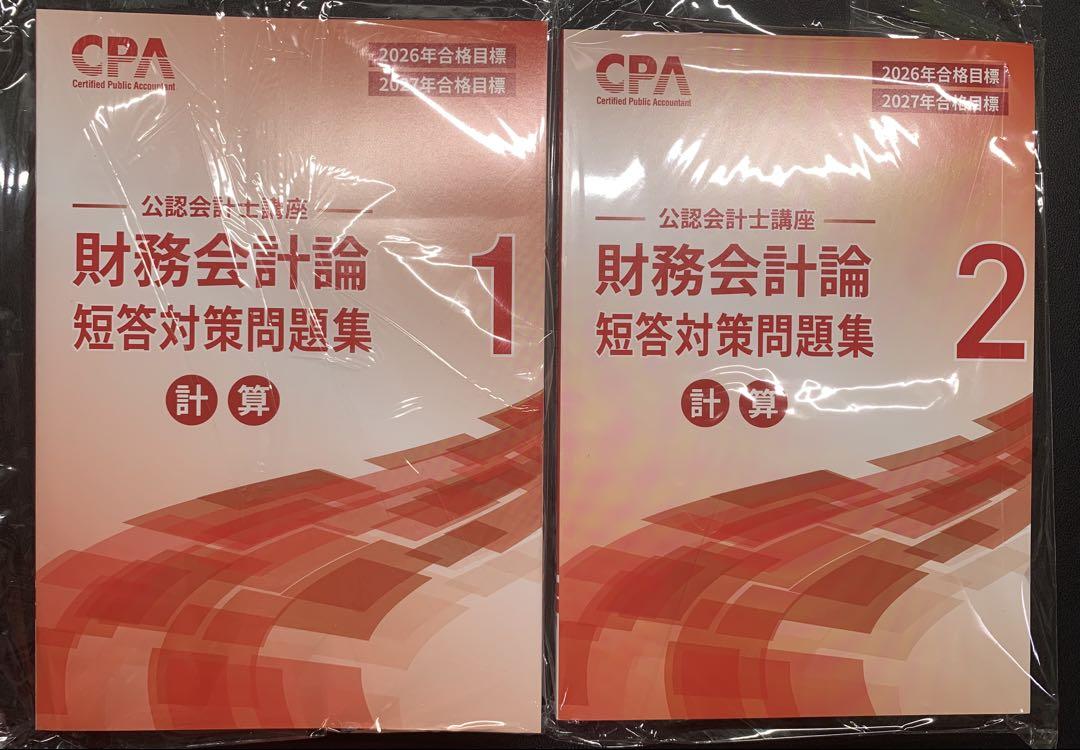 CPA
Certified Public Accountant
2026年合格目標
2027年合格目標
公認会計士講座
財務会計論
短答対策問題集
1
計算
CPA
Certified Public Accountant
2026年合格目標
2027年合格目標
公認会計士講座
財務会計論
短答対策問題集
2
計算